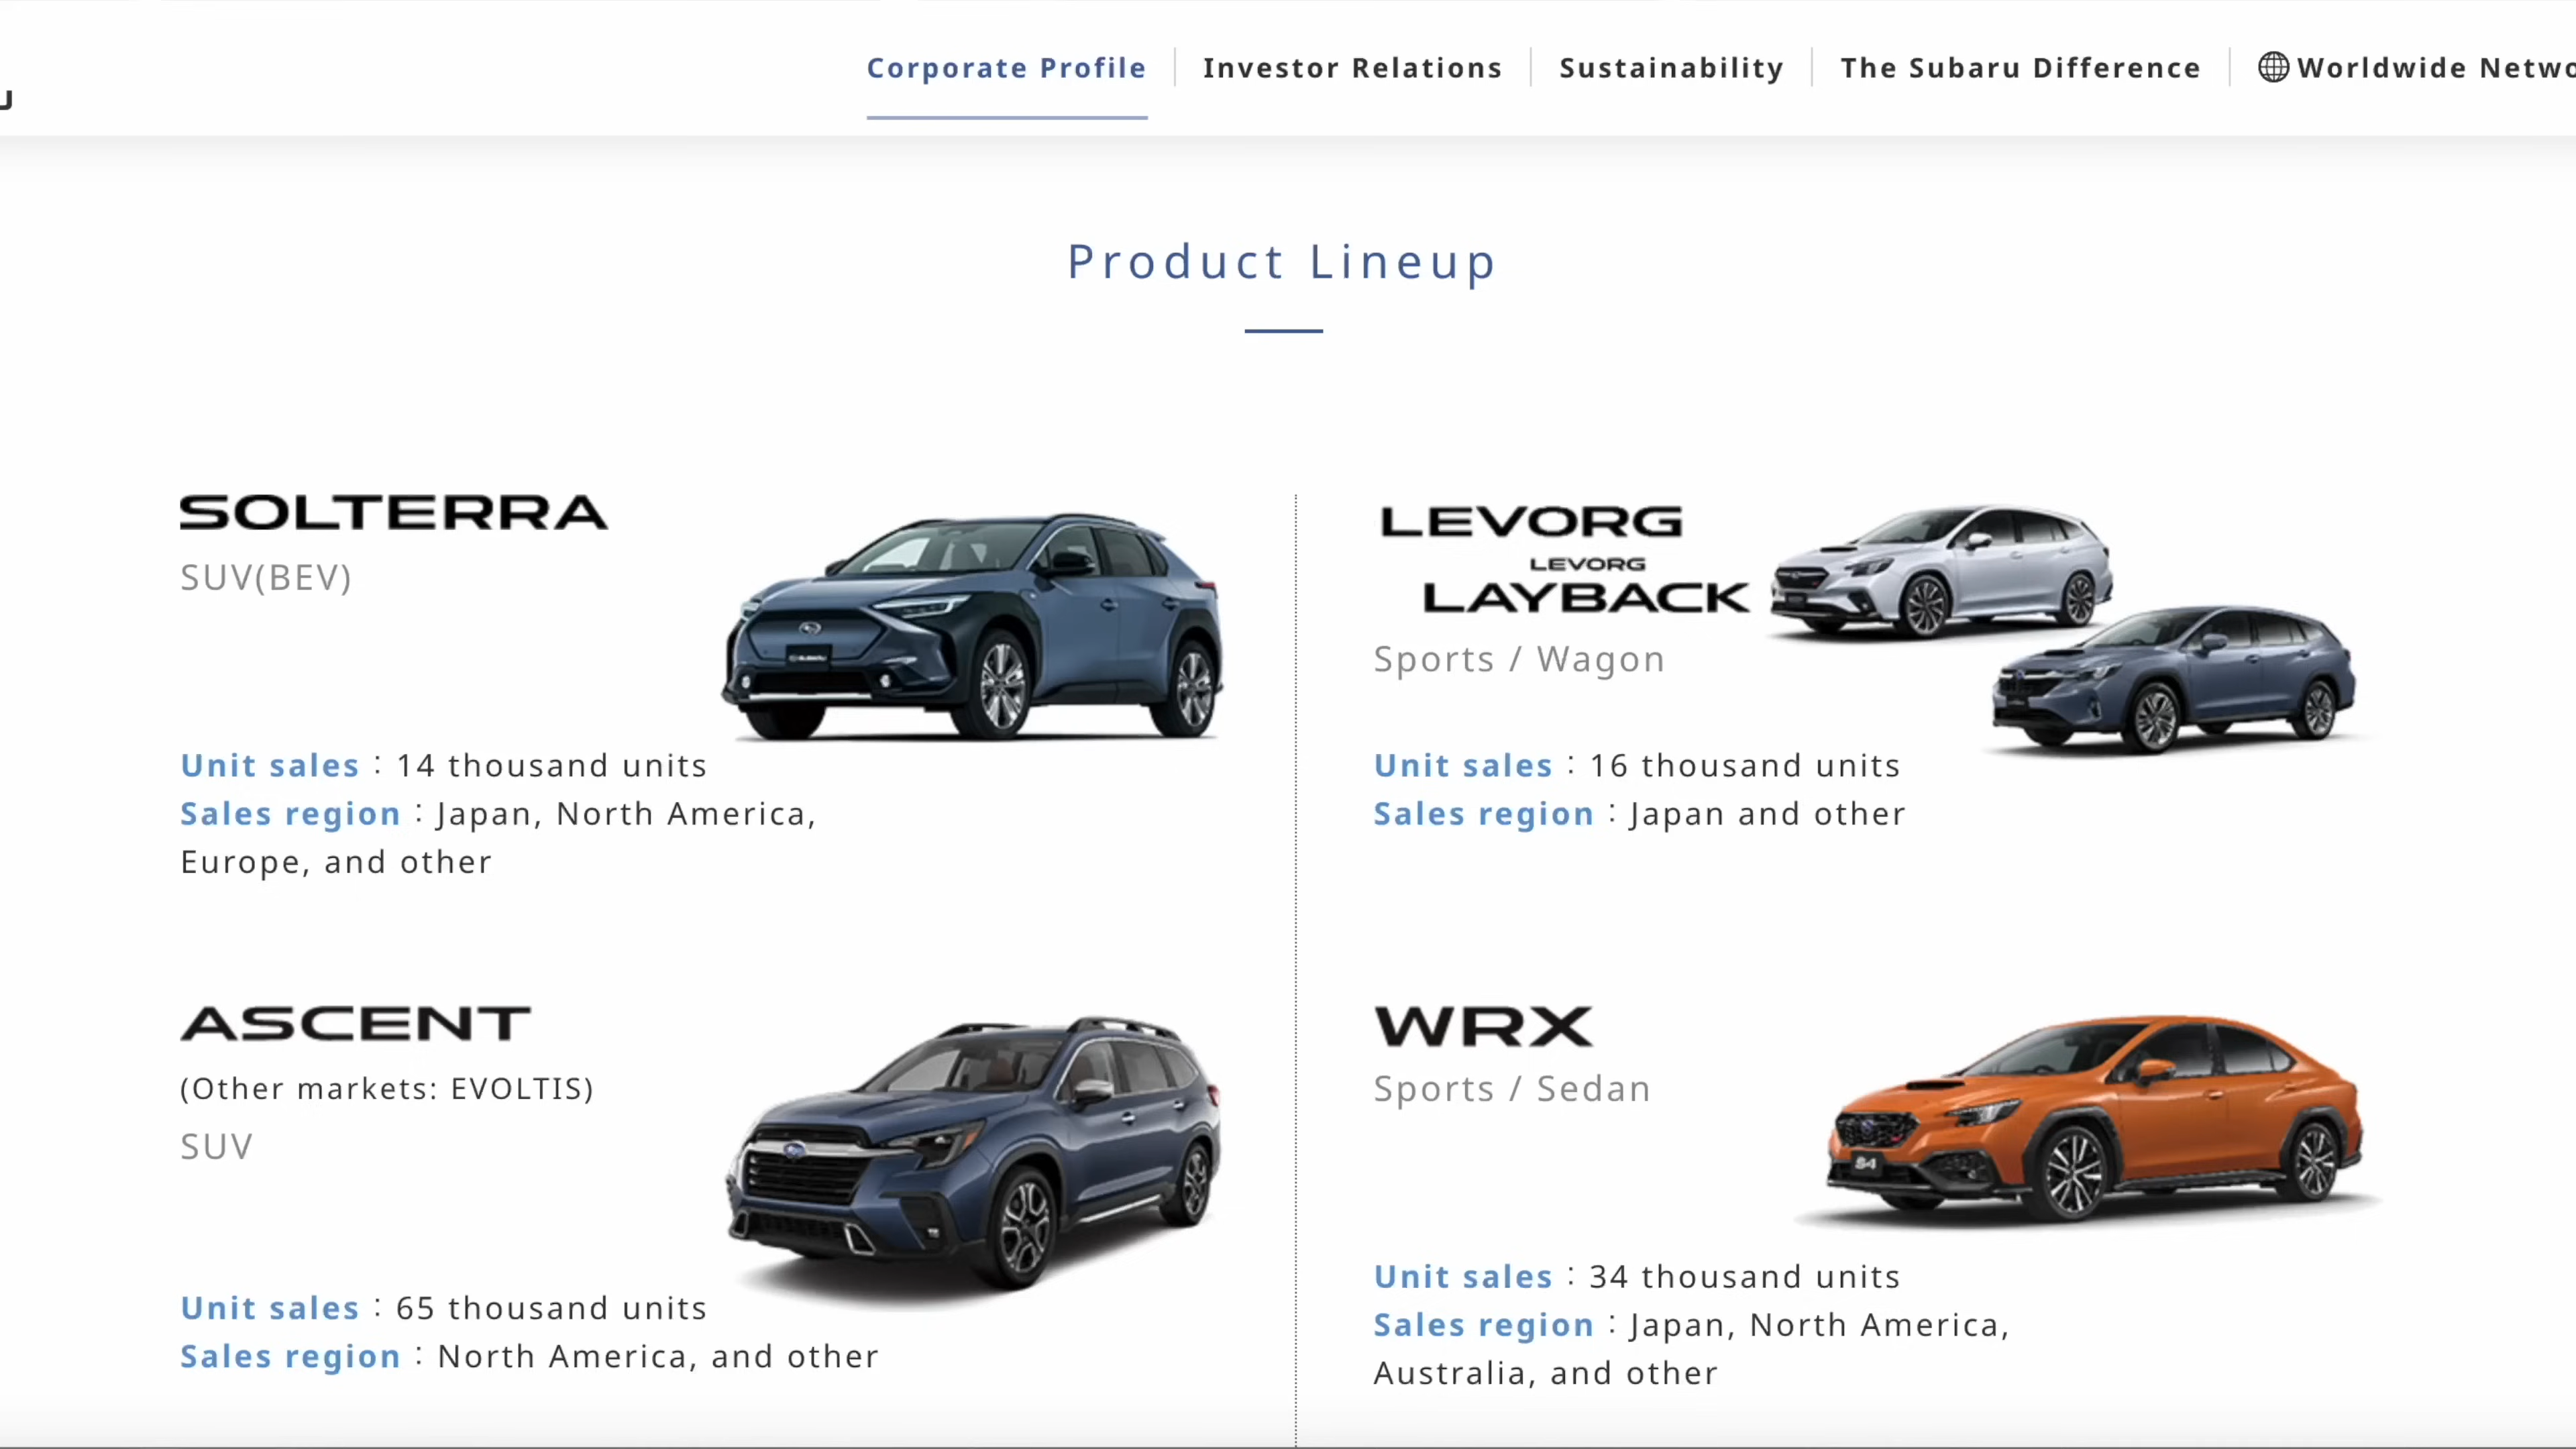 Corporate Profile
Investor Relations
Sustainability
The Subaru Difference
Worldwide Netwo
Product Lineup
SOLTERRA
SUV(BEV)
SUBARU
Unit sales：14 thousand units
Sales region：Japan, North America,
Europe, and other
LEVORG
LEVORG
LAYBACK
Sports / Wagon
Unit sales：16 thousand units
Sales region：Japan and other
ASCENT
(Other markets: EVOLTIS)
SUV
Unit sales：65 thousand units
Sales region：North America, and other
WRX
Sports / Sedan
S4
Unit sales：34 thousand units
Sales region：Japan, North America,
Australia, and other